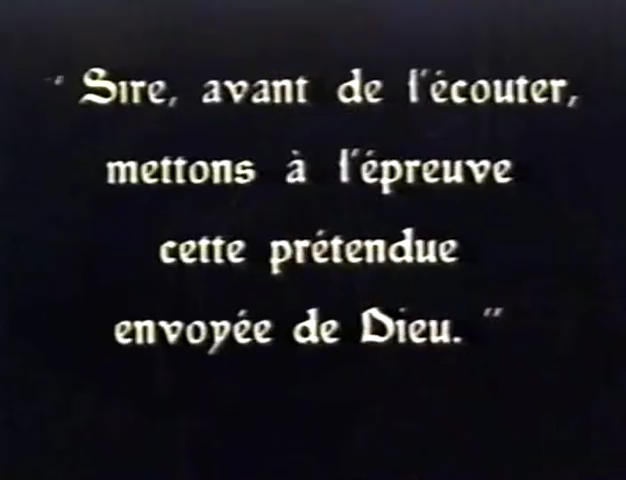 " Sire, avant de l'écouter,
mettons à l'épreuve
cette prétendue
envoyée de Dieu. "